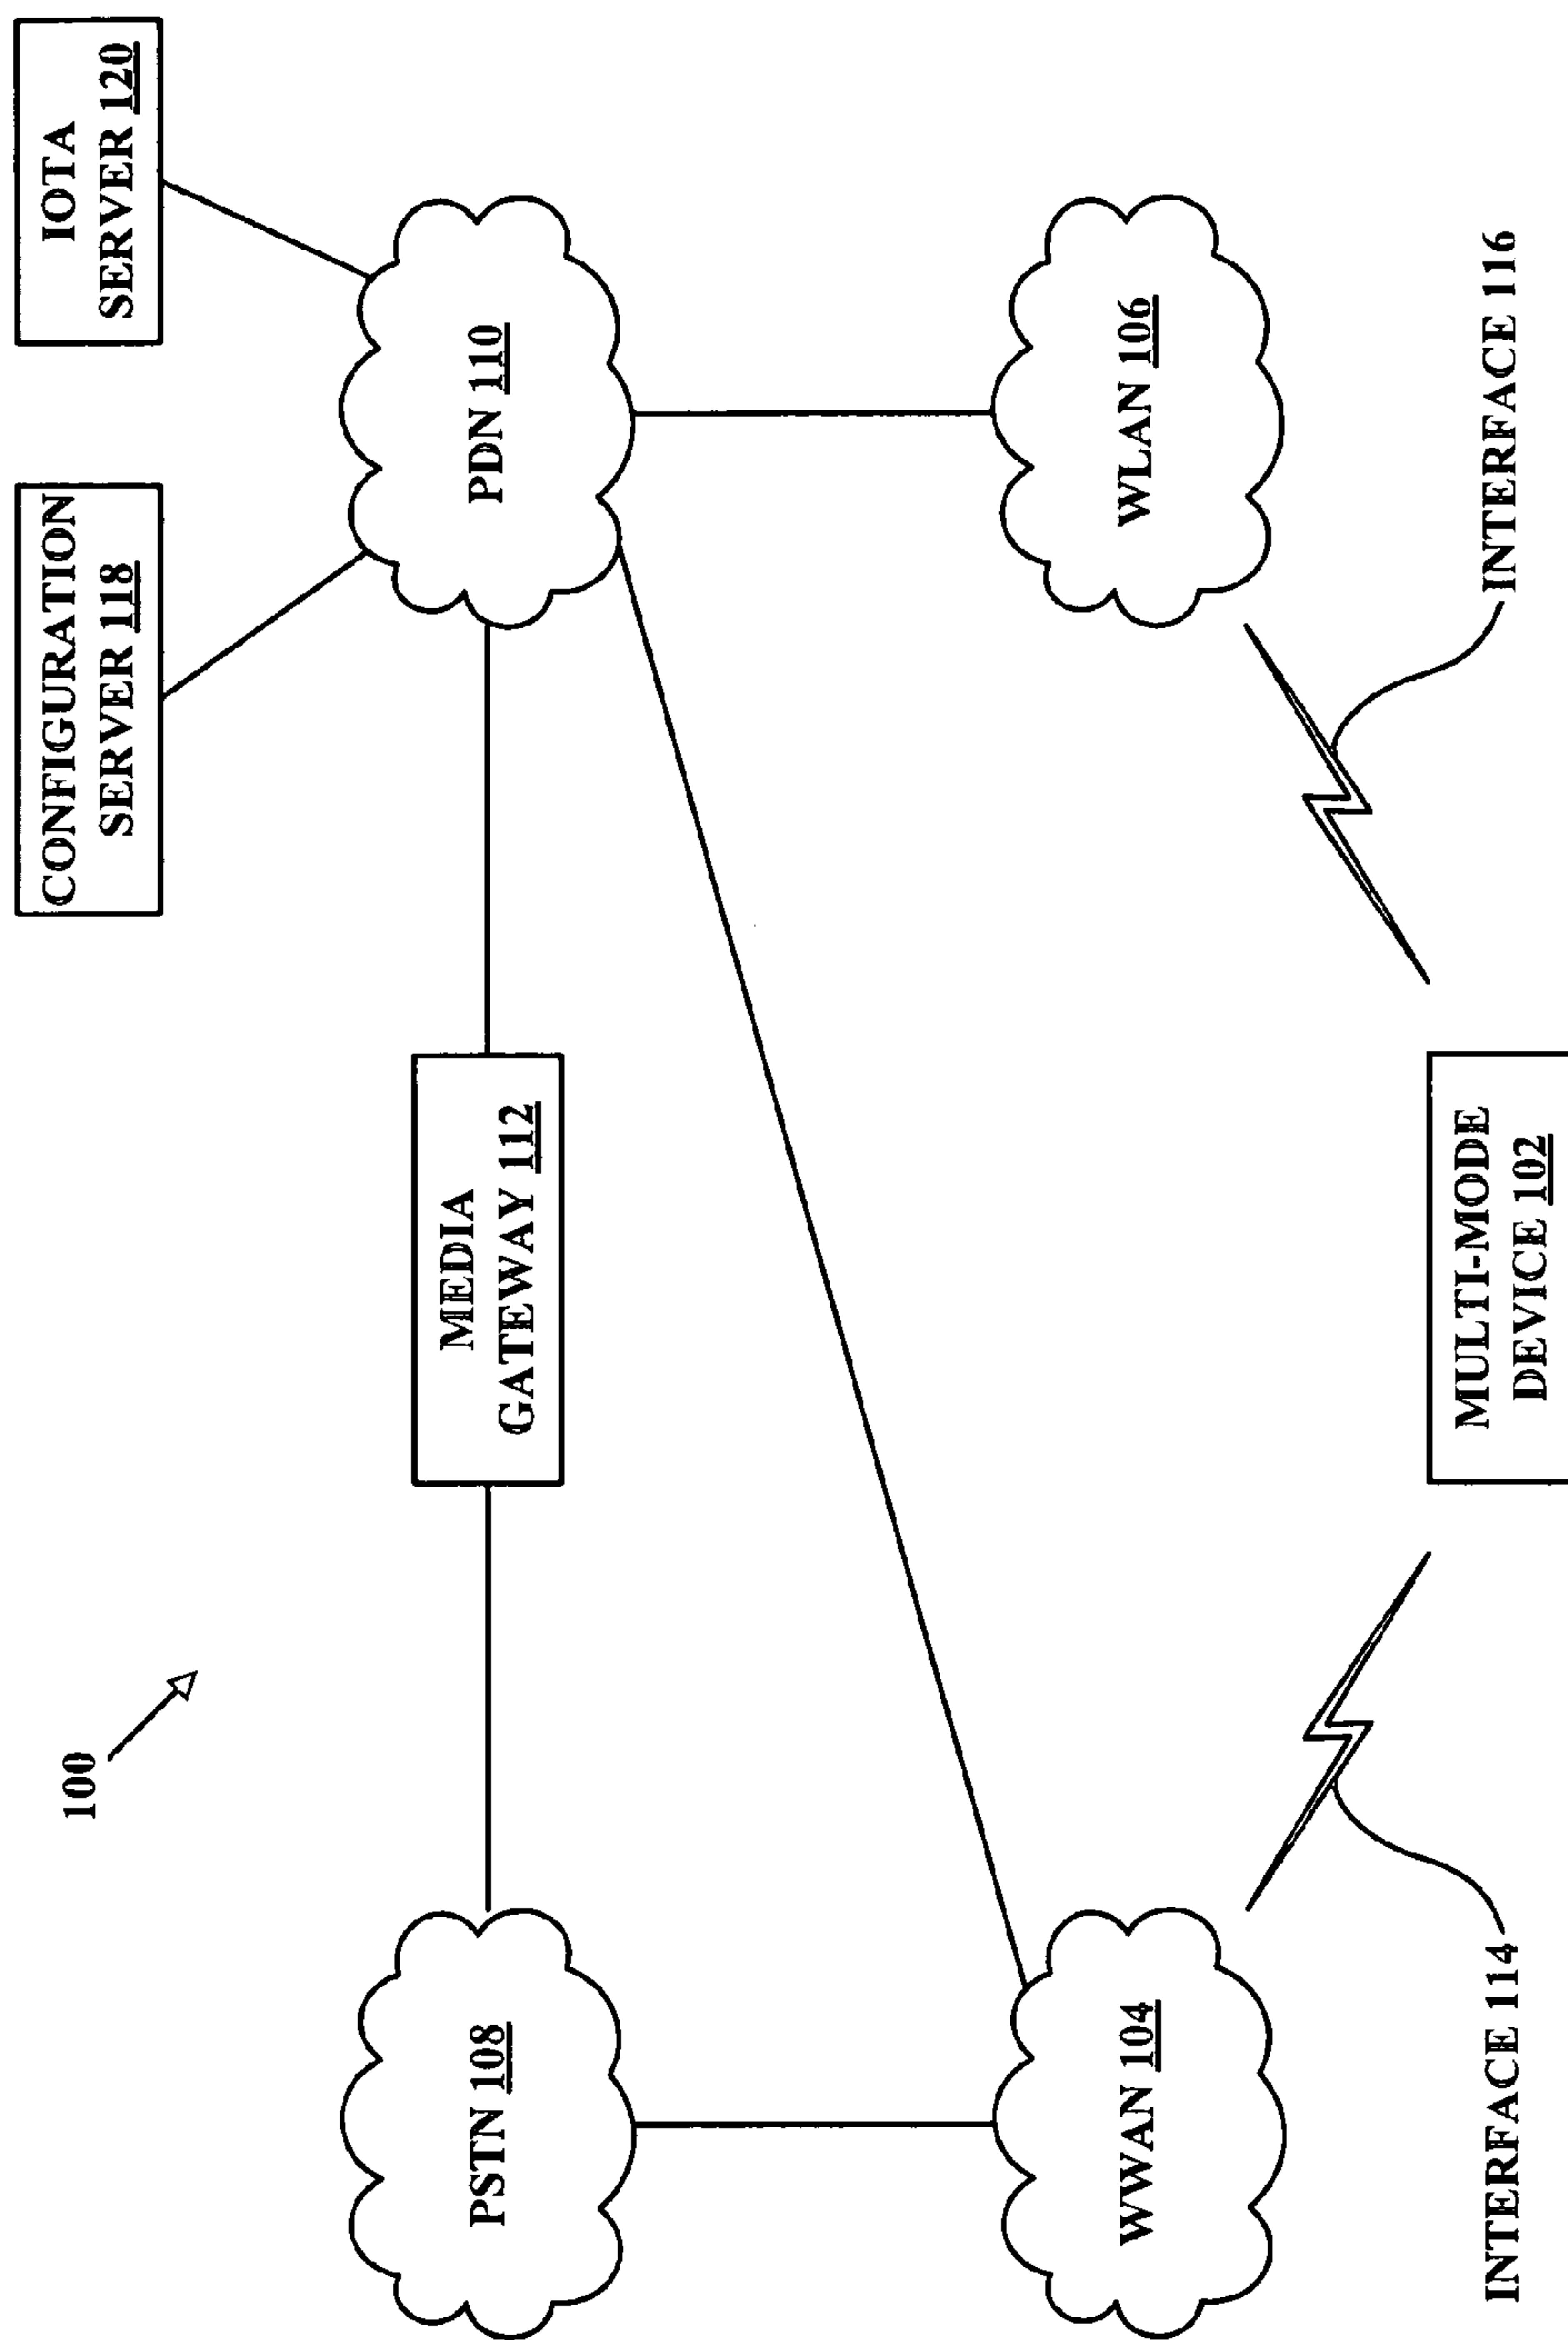 100
CONFIGURATION
SERVER 118
IOTA
SERVER 120
PSTN 108
MEDIA
GATEWAY 112
PDN 110
WWAN 104
WLAN 106
INTERFACE 114
MULTI-MODE
DEVICE 102
INTERFACE 116